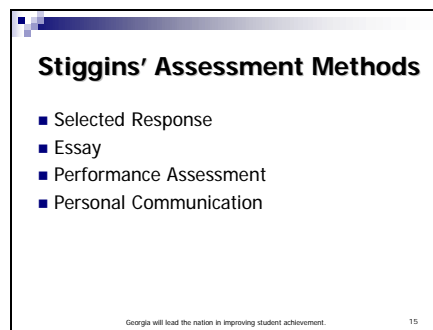 Stiggins’ Assessment Methods
Selected Response
Essay
Performance Assessment
Personal Communication
Georgia will lead the nation in improving student achievement. 15